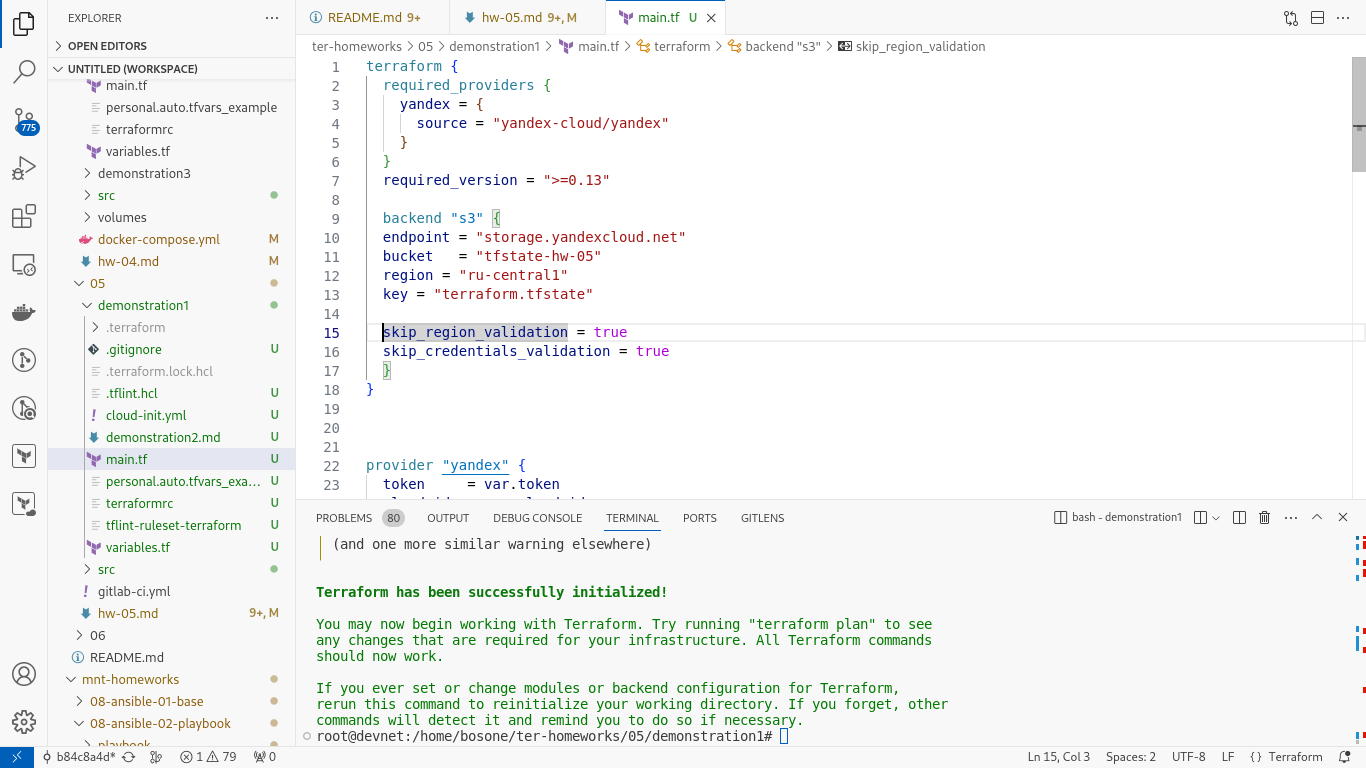 EXPLORER
OPEN EDITORS
UNTITLED (WORKSPACE)
main.tf
personal.auto.tfvars_example
terraformrc
variables.tf
demonstration3
src
volumes
docker-compose.yml M
hw-04.md M
05
demonstration1
.terraform
.gitignore U
.terraform.lock.hcl
.tflint.hcl U
cloud-init.yml U
demonstration2.md U
main.tf U
personal.auto.tfvars_exa... U
terraformrc U
tflint-ruleset-terraform U
variables.tf U
src
gitlab-ci.yml
hw-05.md 9+, M
06
README.md
mnt-homeworks
08-ansible-01-base
08-ansible-02-playbook
playbook
775
README.md 9+
hw-05.md 9+, M
main.tf U
ter-homeworks > 05 > demonstration1 > main.tf > terraform > backend "s3" > skip_region_validation
1 terraform {
2 required_providers {
3 yandex = {
4 source = "yandex-cloud/yandex"
5 }
6 }
7 required_version = ">=0.13"
8
9 backend "s3" {
10 endpoint = "storage.yandexcloud.net"
11 bucket   = "tfstate-hw-05"
12 region = "ru-central1"
13 key = "terraform.tfstate"
14
15 skip_region_validation = true
16 skip_credentials_validation = true
17 }
18 }
19
20
21
22 provider "yandex" {
23 token     = var.token
PROBLEMS 80 OUTPUT DEBUG CONSOLE TERMINAL PORTS GITLENS bash - demonstration1
(and one more similar warning elsewhere)
Terraform has been successfully initialized!
You may now begin working with Terraform. Try running "terraform plan" to see
any changes that are required for your infrastructure. All Terraform commands
should now work.
If you ever set or change modules or backend configuration for Terraform,
rerun this command to reinitialize your working directory. If you forget, other
commands will detect it and remind you to do so if necessary.
root@devnet:/home/bosone/ter-homeworks/05/demonstration1#
b84c8a4d* 1 79 0 Ln 15, Col 3 Spaces: 2 UTF-8 LF { } Terraform